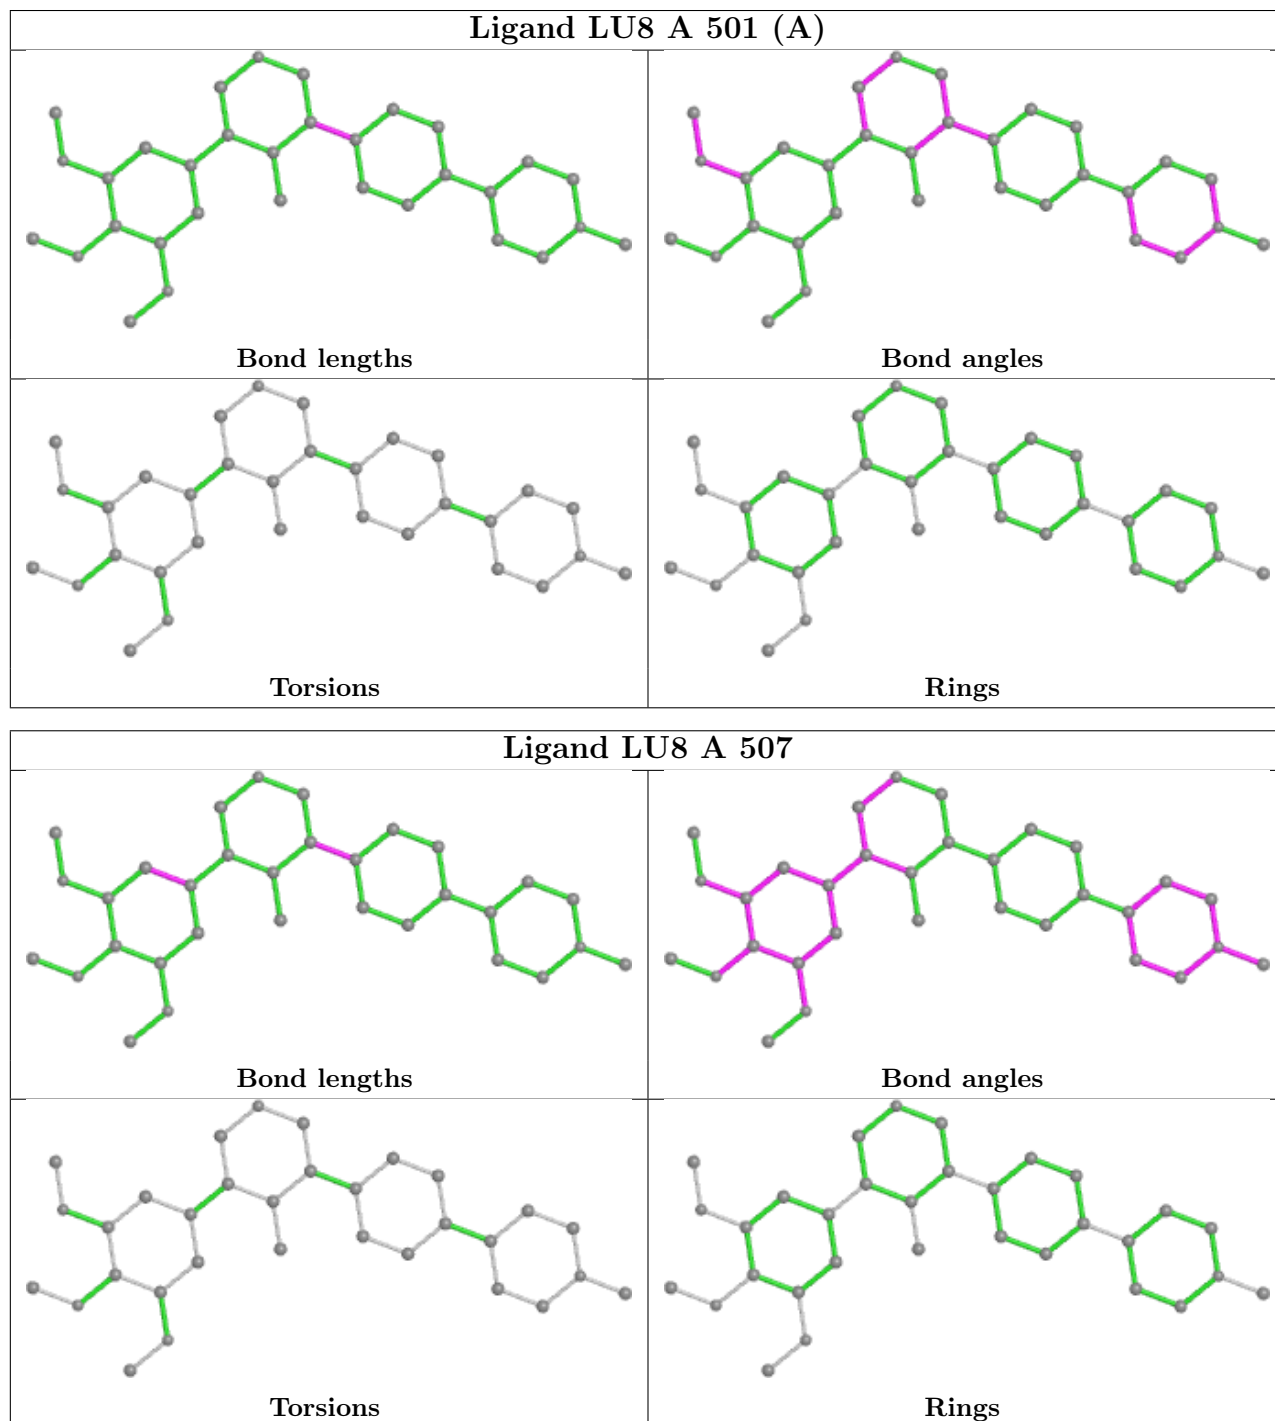 Ligand LU8 A 501 (A)
Bond lengths
Bond angles
Torsions
Rings
Ligand LU8 A 507
Bond lengths
Bond angles
Torsions
Rings